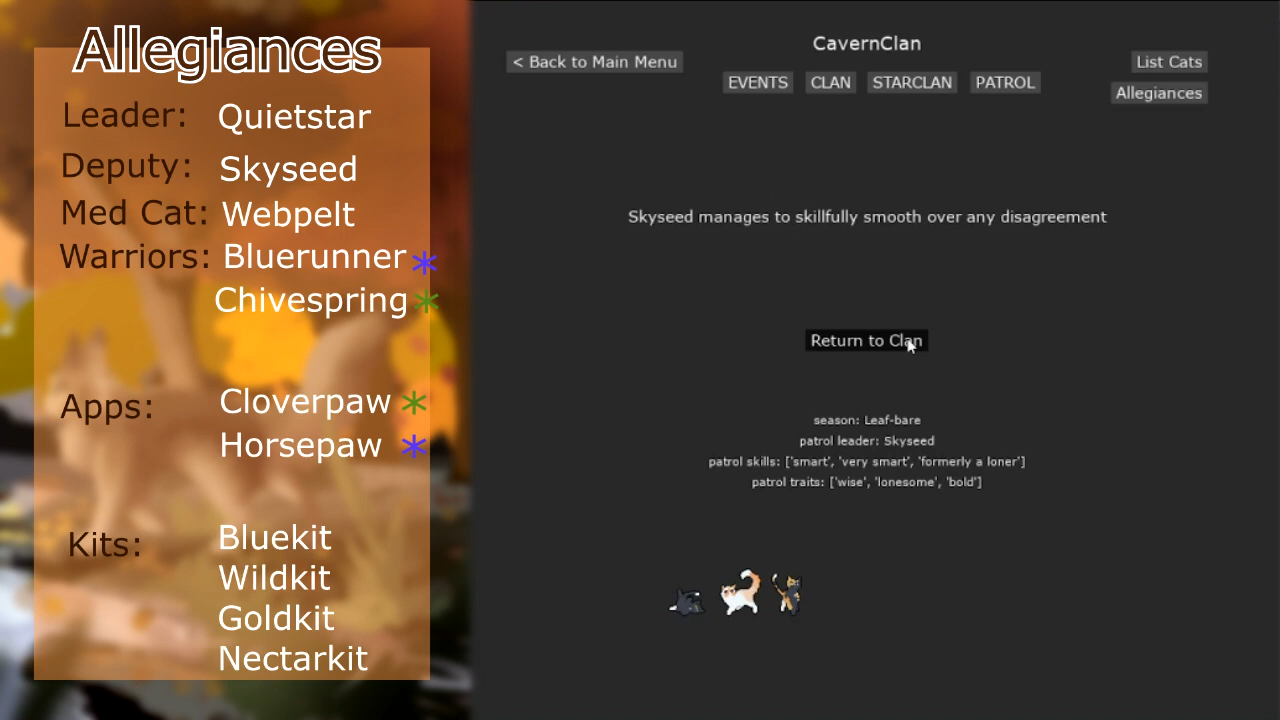 Allegiances
Leader: Quietstar
Deputy: Skyseed
Med Cat: Webpelt
Warriors: Bluerunner *
Chivespring *
Apps: Cloverpaw *
Horsepaw *
Kits: Bluekit
Wildkit
Goldkit
Nectarkit
CavernClan
< Back to Main Menu
List Cats
EVENTS CLAN STARCLAN PATROL
Allegiances
Skyseed manages to skillfully smooth over any disagreement
Return to Clan
season: Leaf-bare
patrol leader: Skyseed
patrol skills: ['smart', 'very smart', 'formerly a loner']
patrol traits: ['wise', 'lonesome', 'bold']